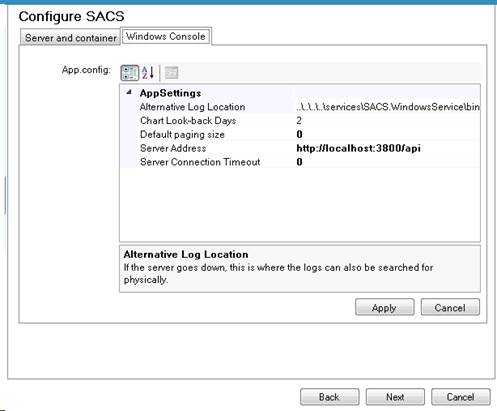 Configure SACS
Server and container Windows Console
App.config:
AppSettings
Alternative Log Location ..\..\..\..\services\SACS.WindowsService\bin
Chart Look-back Days 2
Default paging size 0
Server Address http://localhost:3800/api
Server Connection Timeout 0
Alternative Log Location
If the server goes down, this is where the logs can also be searched for
physically.
Apply Cancel
Back Next Cancel